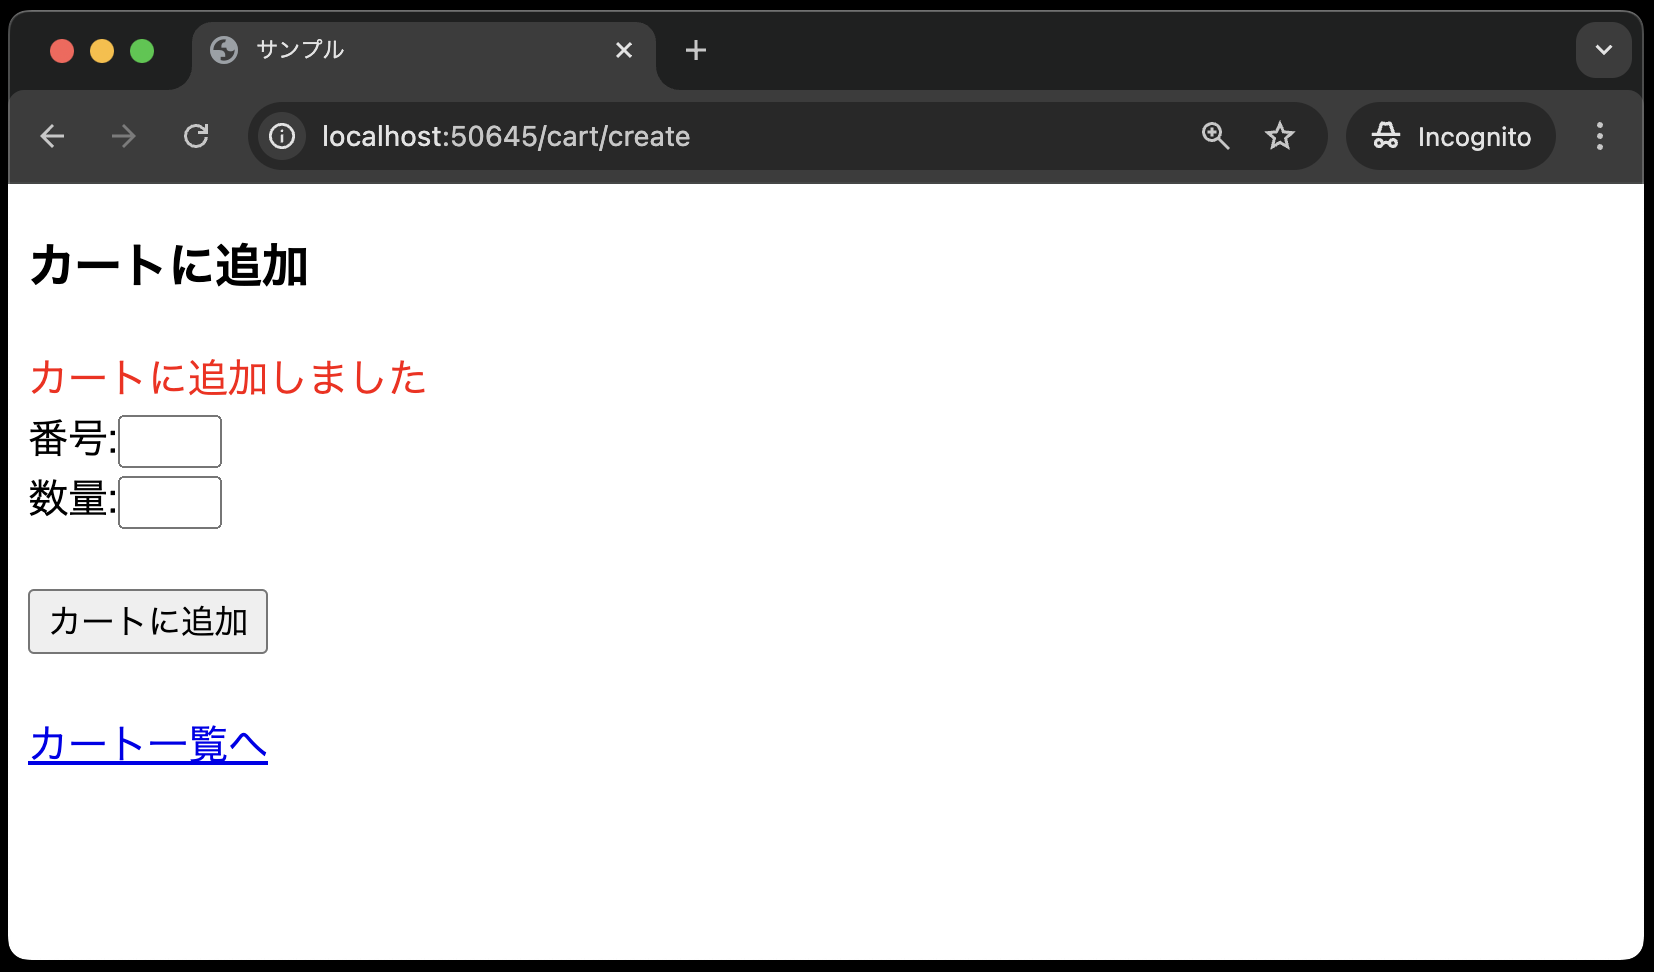 サンプル
localhost:50645/cart/create
Incognito
カートに追加
カートに追加しました
番号:
数量:
カートに追加
カート一覧へ